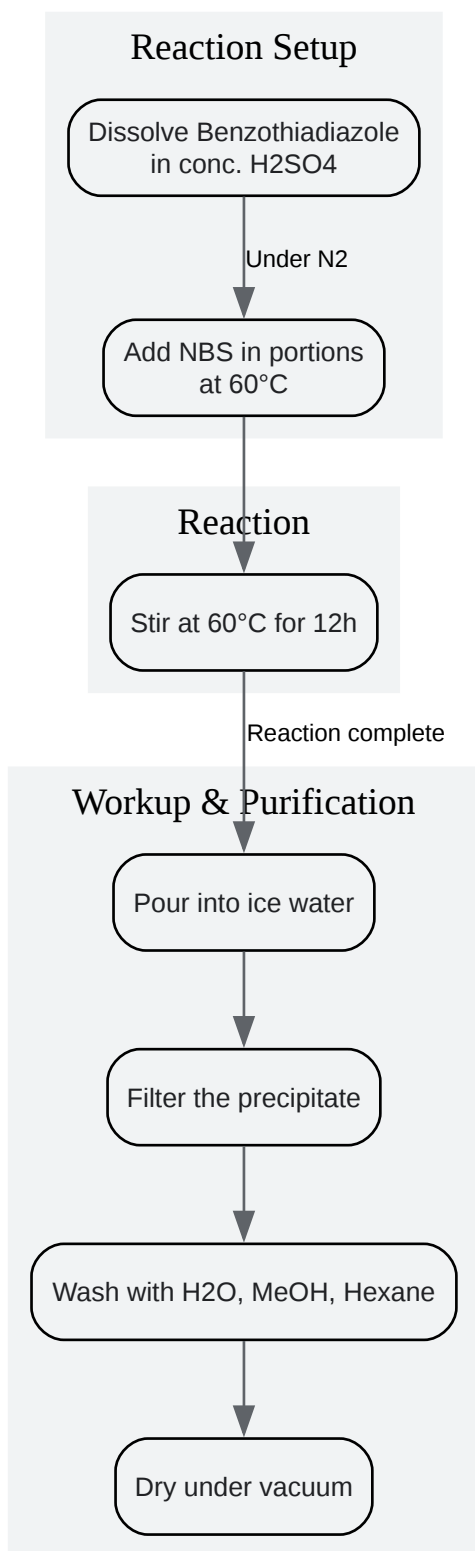 Reaction Setup
Dissolve Benzothiadiazole
in conc. H2SO4
Under N2
Add NBS in portions
at 60°C
Reaction
Stir at 60°C for 12h
Reaction complete
Workup & Purification
Pour into ice water
Filter the precipitate
Wash with H2O, MeOH, Hexane
Dry under vacuum